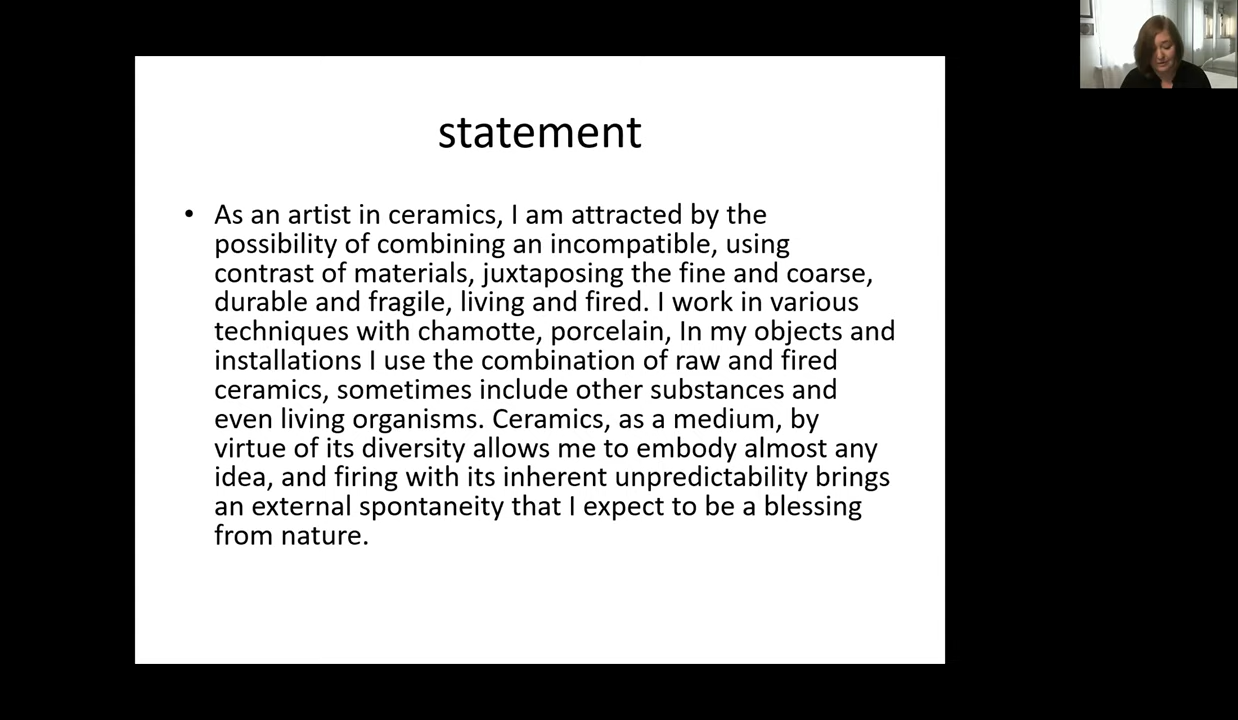 statement
• As an artist in ceramics, I am attracted by the
possibility of combining an incompatible, using
contrast of materials, juxtaposing the fine and coarse,
durable and fragile, living and fired. I work in various
techniques with chamotte, porcelain, In my objects and
installations I use the combination of raw and fired
ceramics, sometimes include other substances and
even living organisms. Ceramics, as a medium, by
virtue of its diversity allows me to embody almost any
idea, and firing with its inherent unpredictability brings
an external spontaneity that I expect to be a blessing
from nature.